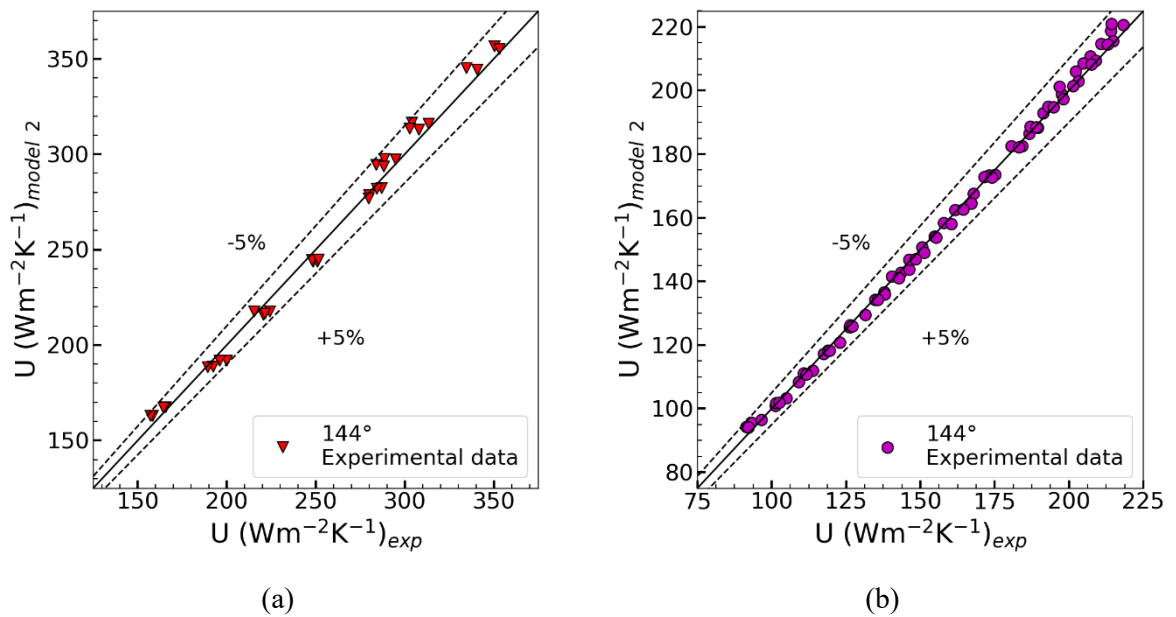 350
300
250
200
150
U (Wm⁻²K⁻¹)model 2
-5%
+5%
144°
Experimental data
150 200 250 300 350
U (Wm⁻²K⁻¹)exp
(a)
220
200
180
160
140
120
100
80
U (Wm⁻²K⁻¹)model 2
-5%
+5%
144°
Experimental data
75 100 125 150 175 200 225
U (Wm⁻²K⁻¹)exp
(b)